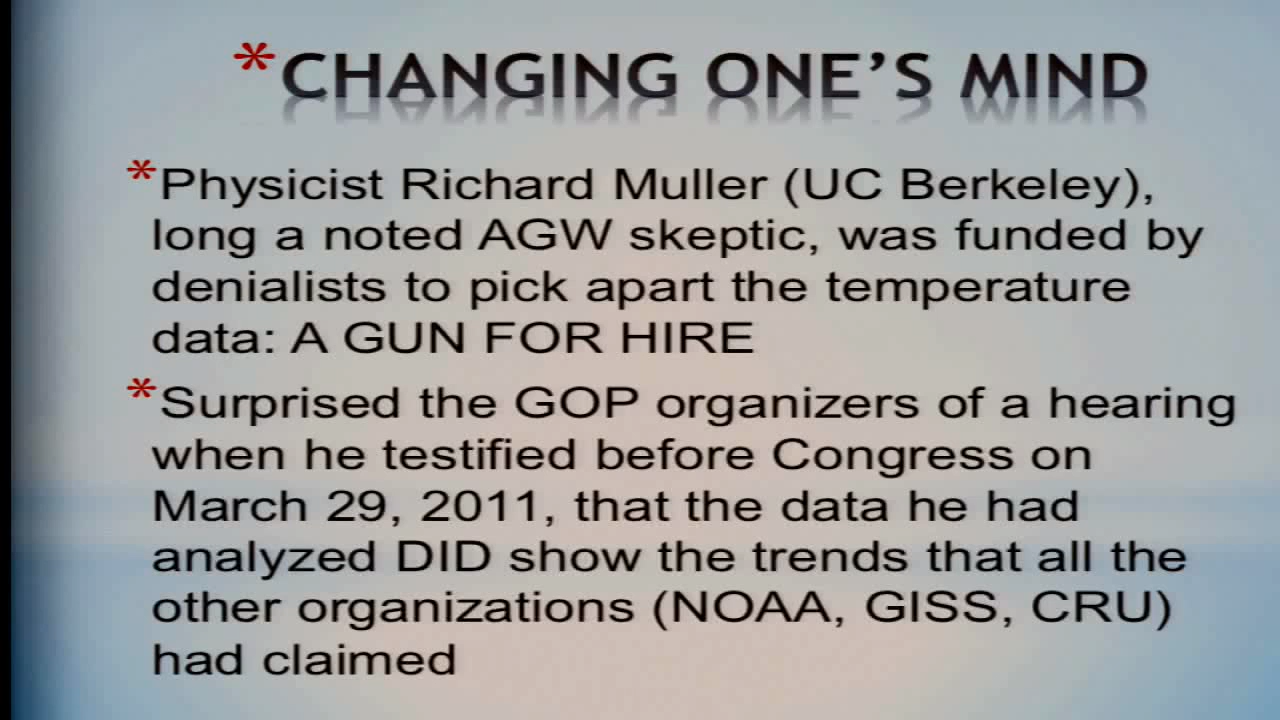 *CHANGING ONE'S MIND
*Physicist Richard Muller (UC Berkeley),
long a noted AGW skeptic, was funded by
denialists to pick apart the temperature
data: A GUN FOR HIRE
*Surprised the GOP organizers of a hearing
when he testified before Congress on
March 29, 2011, that the data he had
analyzed DID show the trends that all the
other organizations (NOAA, GISS, CRU)
had claimed